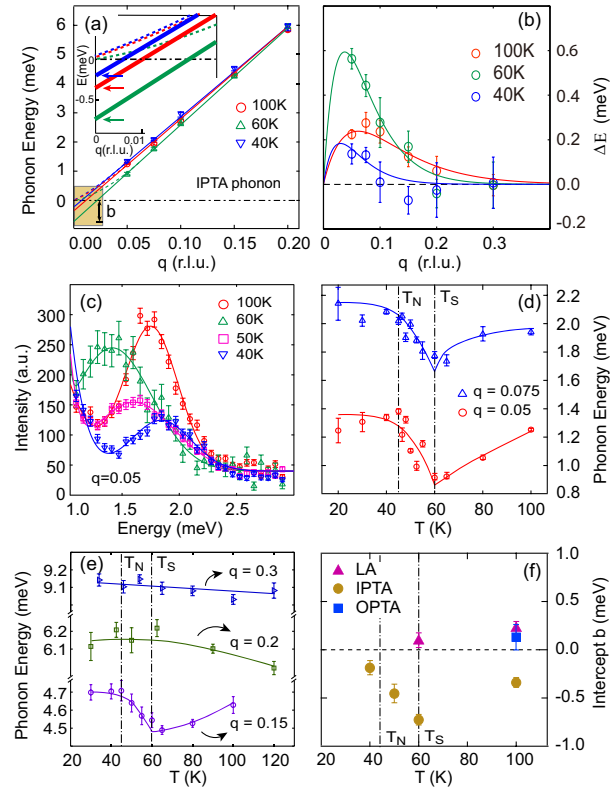 (a)
Phonon Energy (meV)
6
5
4
3
2
1
0
0
-0.5
E(meV)
0
0.01
q(r.l.u.)
100K
60K
40K
IPTA phonon
b
0.00
0.05
0.10
0.15
0.20
q (r.l.u.)
(b)
100K
60K
40K
0.6
0.4
0.2
0.0
-0.2
ΔE (meV)
0
0.1
0.2
0.3
0.4
q (r.l.u.)
(c)
Intensity (a.u.)
300
250
200
150
100
50
0
100K
60K
50K
40K
q=0.05
1.0
1.5
2.0
2.5
Energy (meV)
(d)
T_N
T_S
q = 0.075
q = 0.05
2.2
2.0
1.8
1.6
1.4
1.2
1.0
0.8
Phonon Energy (meV)
20
40
60
80
100
T (K)
(e)
T_N
T_S
Phonon Energy (meV)
9.2
9.1
6.2
6.1
4.7
4.6
4.5
q = 0.3
q = 0.2
q = 0.15
20
40
60
80
100
120
T (K)
(f)
LA
IPTA
OPTA
T_N
T_S
1.0
0.5
0.0
-0.5
-1.0
Intercept b (meV)
20
40
60
80
100
T (K)